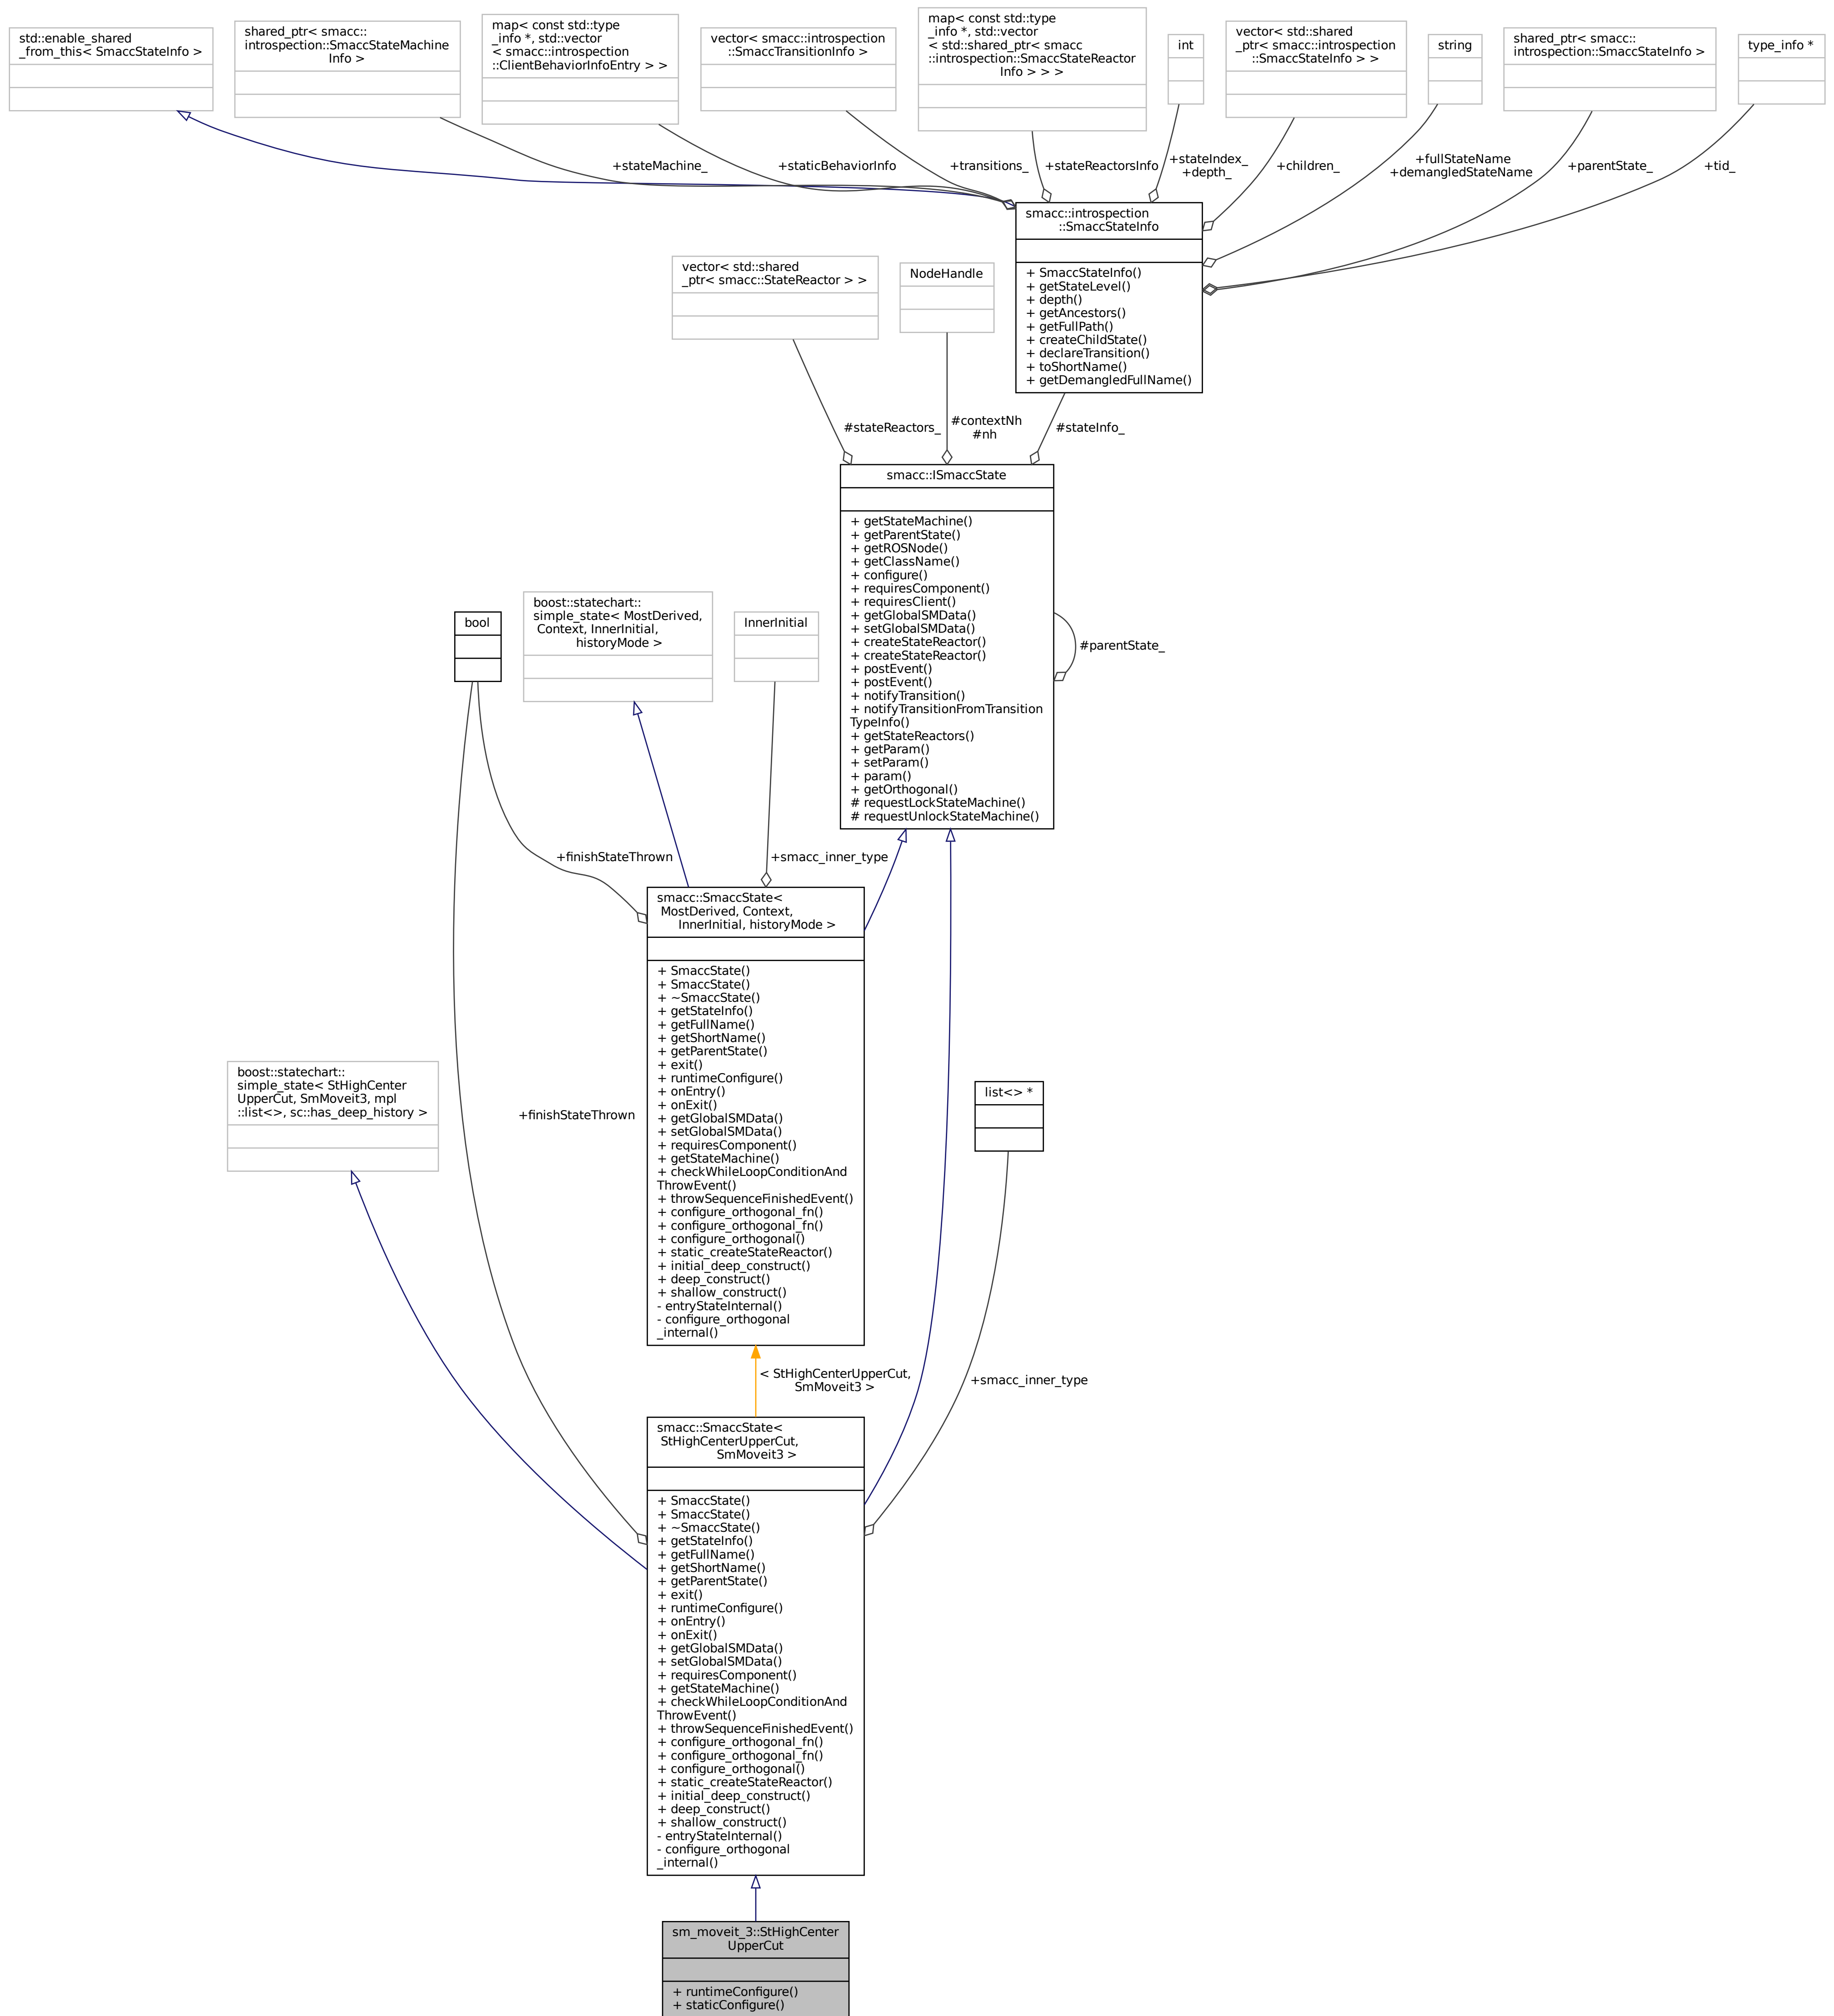 std::enable_shared
_from_this< SmaccStateInfo >
shared_ptr< smacc::
introspection::SmaccStateMachine
Info >
map< const std::type
_info *, std::vector
< smacc::introspection
::ClientBehaviorInfoEntry > >
vector< smacc::introspection
::SmaccTransitionInfo >
map< const std::type
_info *, std::vector
< std::shared_ptr< smacc
::introspection::SmaccStateReactor
Info > > >
int
vector< std::shared
_ptr< smacc::introspection
::SmaccStateInfo > >
string
shared_ptr< smacc::
introspection::SmaccStateInfo >
type_info *
+stateMachine_
+staticBehaviorInfo
+transitions_
+stateReactorsInfo
+stateIndex_
+depth_
+children_
+fullStateName
+demangledStateName
+parentState_
+tid_
smacc::introspection
::SmaccStateInfo
+ SmaccStateInfo()
+ getStateLevel()
+ depth()
+ getAncestors()
+ getFullPath()
+ createChildState()
+ declareTransition()
+ toShortName()
+ getDemangledFullName()
vector< std::shared
_ptr< smacc::StateReactor > >
NodeHandle
#stateReactors_
#contextNh
#nh
#stateInfo_
smacc::ISmaccState
+ getStateMachine()
+ getParentState()
+ getROSNode()
+ getClassName()
+ configure()
+ requiresComponent()
+ requiresClient()
+ getGlobalSMData()
+ setGlobalSMData()
+ createStateReactor()
+ createStateReactor()
+ postEvent()
+ postEvent()
+ notifyTransition()
+ notifyTransitionFromTransition
TypeInfo()
+ getStateReactors()
+ getParam()
+ setParam()
+ param()
+ getOrthogonal()
# requestLockStateMachine()
# requestUnlockStateMachine()
#parentState_
bool
boost::statechart::
simple_state< MostDerived,
Context, InnerInitial,
historyMode >
InnerInitial
+finishStateThrown
+smacc_inner_type
smacc::SmaccState<
MostDerived, Context,
InnerInitial, historyMode >
+ SmaccState()
+ SmaccState()
+ ~SmaccState()
+ getStateInfo()
+ getFullName()
+ getShortName()
+ getParentState()
+ exit()
+ runtimeConfigure()
+ onEntry()
+ onExit()
+ getGlobalSMData()
+ setGlobalSMData()
+ requiresComponent()
+ getStateMachine()
+ checkWhileLoopConditionAnd
ThrowEvent()
+ throwSequenceFinishedEvent()
+ configure_orthogonal_fn()
+ configure_orthogonal_fn()
+ configure_orthogonal()
+ static_createStateReactor()
+ initial_deep_construct()
+ deep_construct()
+ shallow_construct()
- entryStateInternal()
- configure_orthogonal
_internal()
boost::statechart::
simple_state< StHighCenter
UpperCut, SmMoveit3, mpl
::list<>, sc::has_deep_history >
+finishStateThrown
list<> *
< StHighCenterUpperCut,
SmMoveit3 >
+smacc_inner_type
smacc::SmaccState<
StHighCenterUpperCut,
SmMoveit3 >
+ SmaccState()
+ SmaccState()
+ ~SmaccState()
+ getStateInfo()
+ getFullName()
+ getShortName()
+ getParentState()
+ exit()
+ runtimeConfigure()
+ onEntry()
+ onExit()
+ getGlobalSMData()
+ setGlobalSMData()
+ requiresComponent()
+ getStateMachine()
+ checkWhileLoopConditionAnd
ThrowEvent()
+ throwSequenceFinishedEvent()
+ configure_orthogonal_fn()
+ configure_orthogonal_fn()
+ configure_orthogonal()
+ static_createStateReactor()
+ initial_deep_construct()
+ deep_construct()
+ shallow_construct()
- entryStateInternal()
- configure_orthogonal
_internal()
sm_moveit_3::StHighCenter
UpperCut
+ runtimeConfigure()
+ staticConfigure()